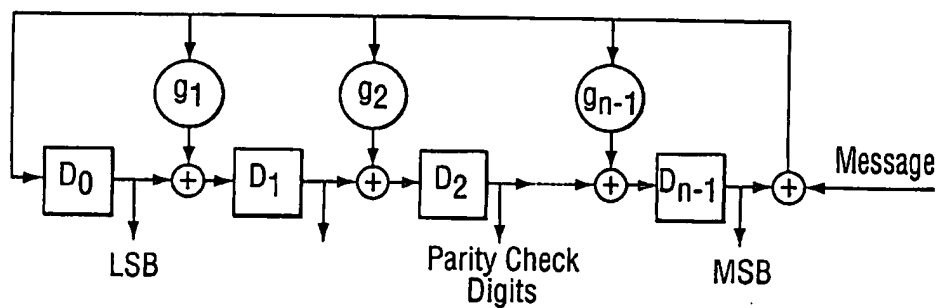 g1
g2
gn-1
D0
D1
D2
Dn-1
Message
LSB
Parity Check
Digits
MSB